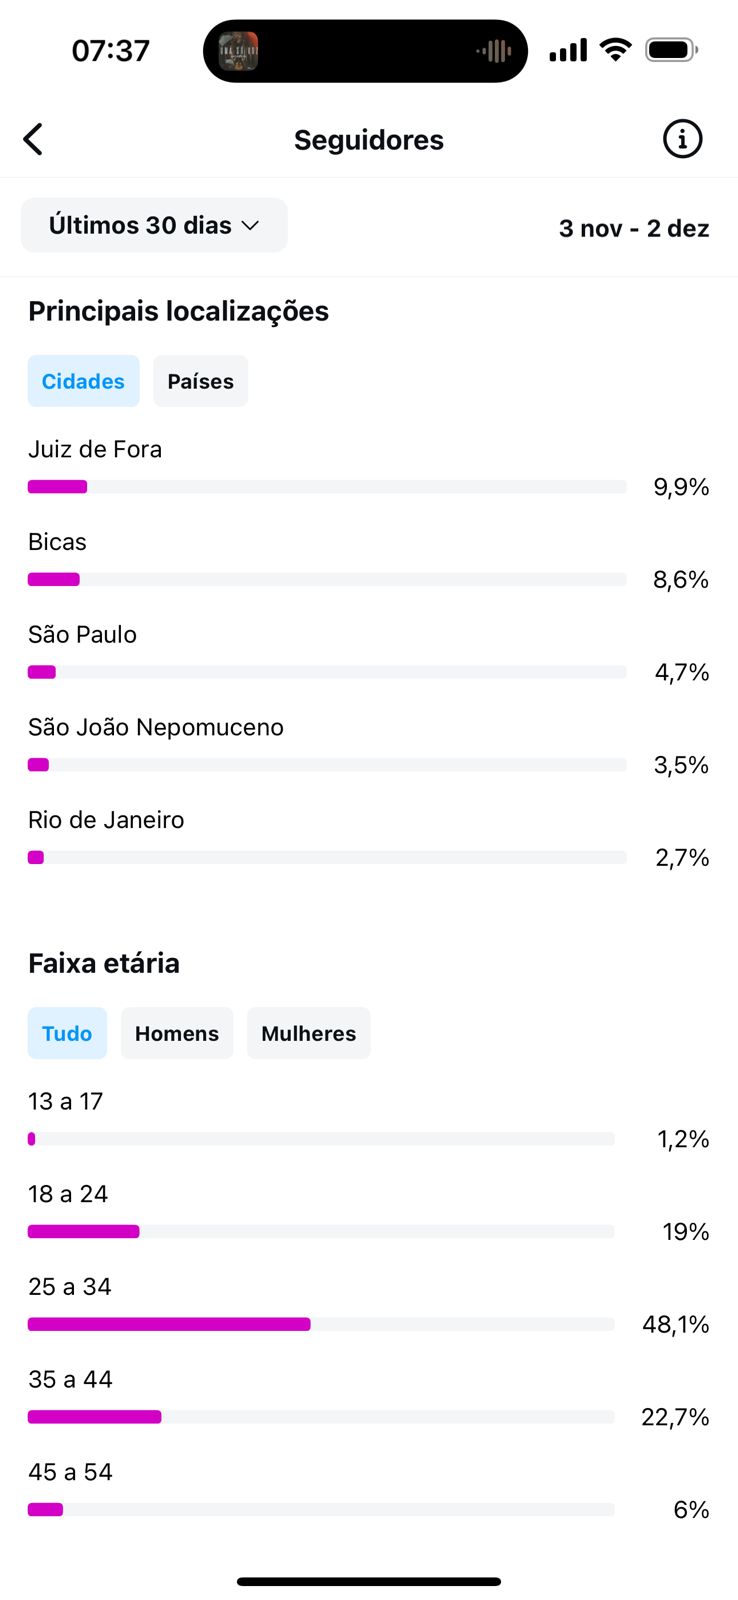 07:37
Seguidores
Últimos 30 dias
3 nov - 2 dez
Principais localizações
Cidades Países
Juiz de Fora
9,9%
Bicas
8,6%
São Paulo
4,7%
São João Nepomuceno
3,5%
Rio de Janeiro
2,7%
Faixa etária
Tudo Homens Mulheres
13 a 17
1,2%
18 a 24
19%
25 a 34
48,1%
35 a 44
22,7%
45 a 54
6%